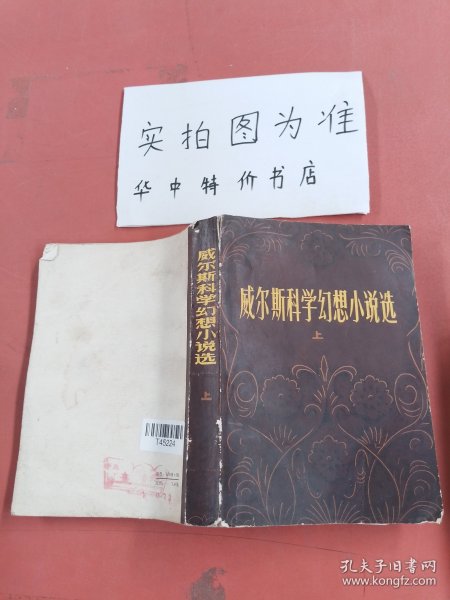 实拍图为准
华中特价书店
威尔斯科学幻想小说选
上
威尔斯科学幻想小说选
上
T45224
孔夫子旧书网
www.kongfz.com